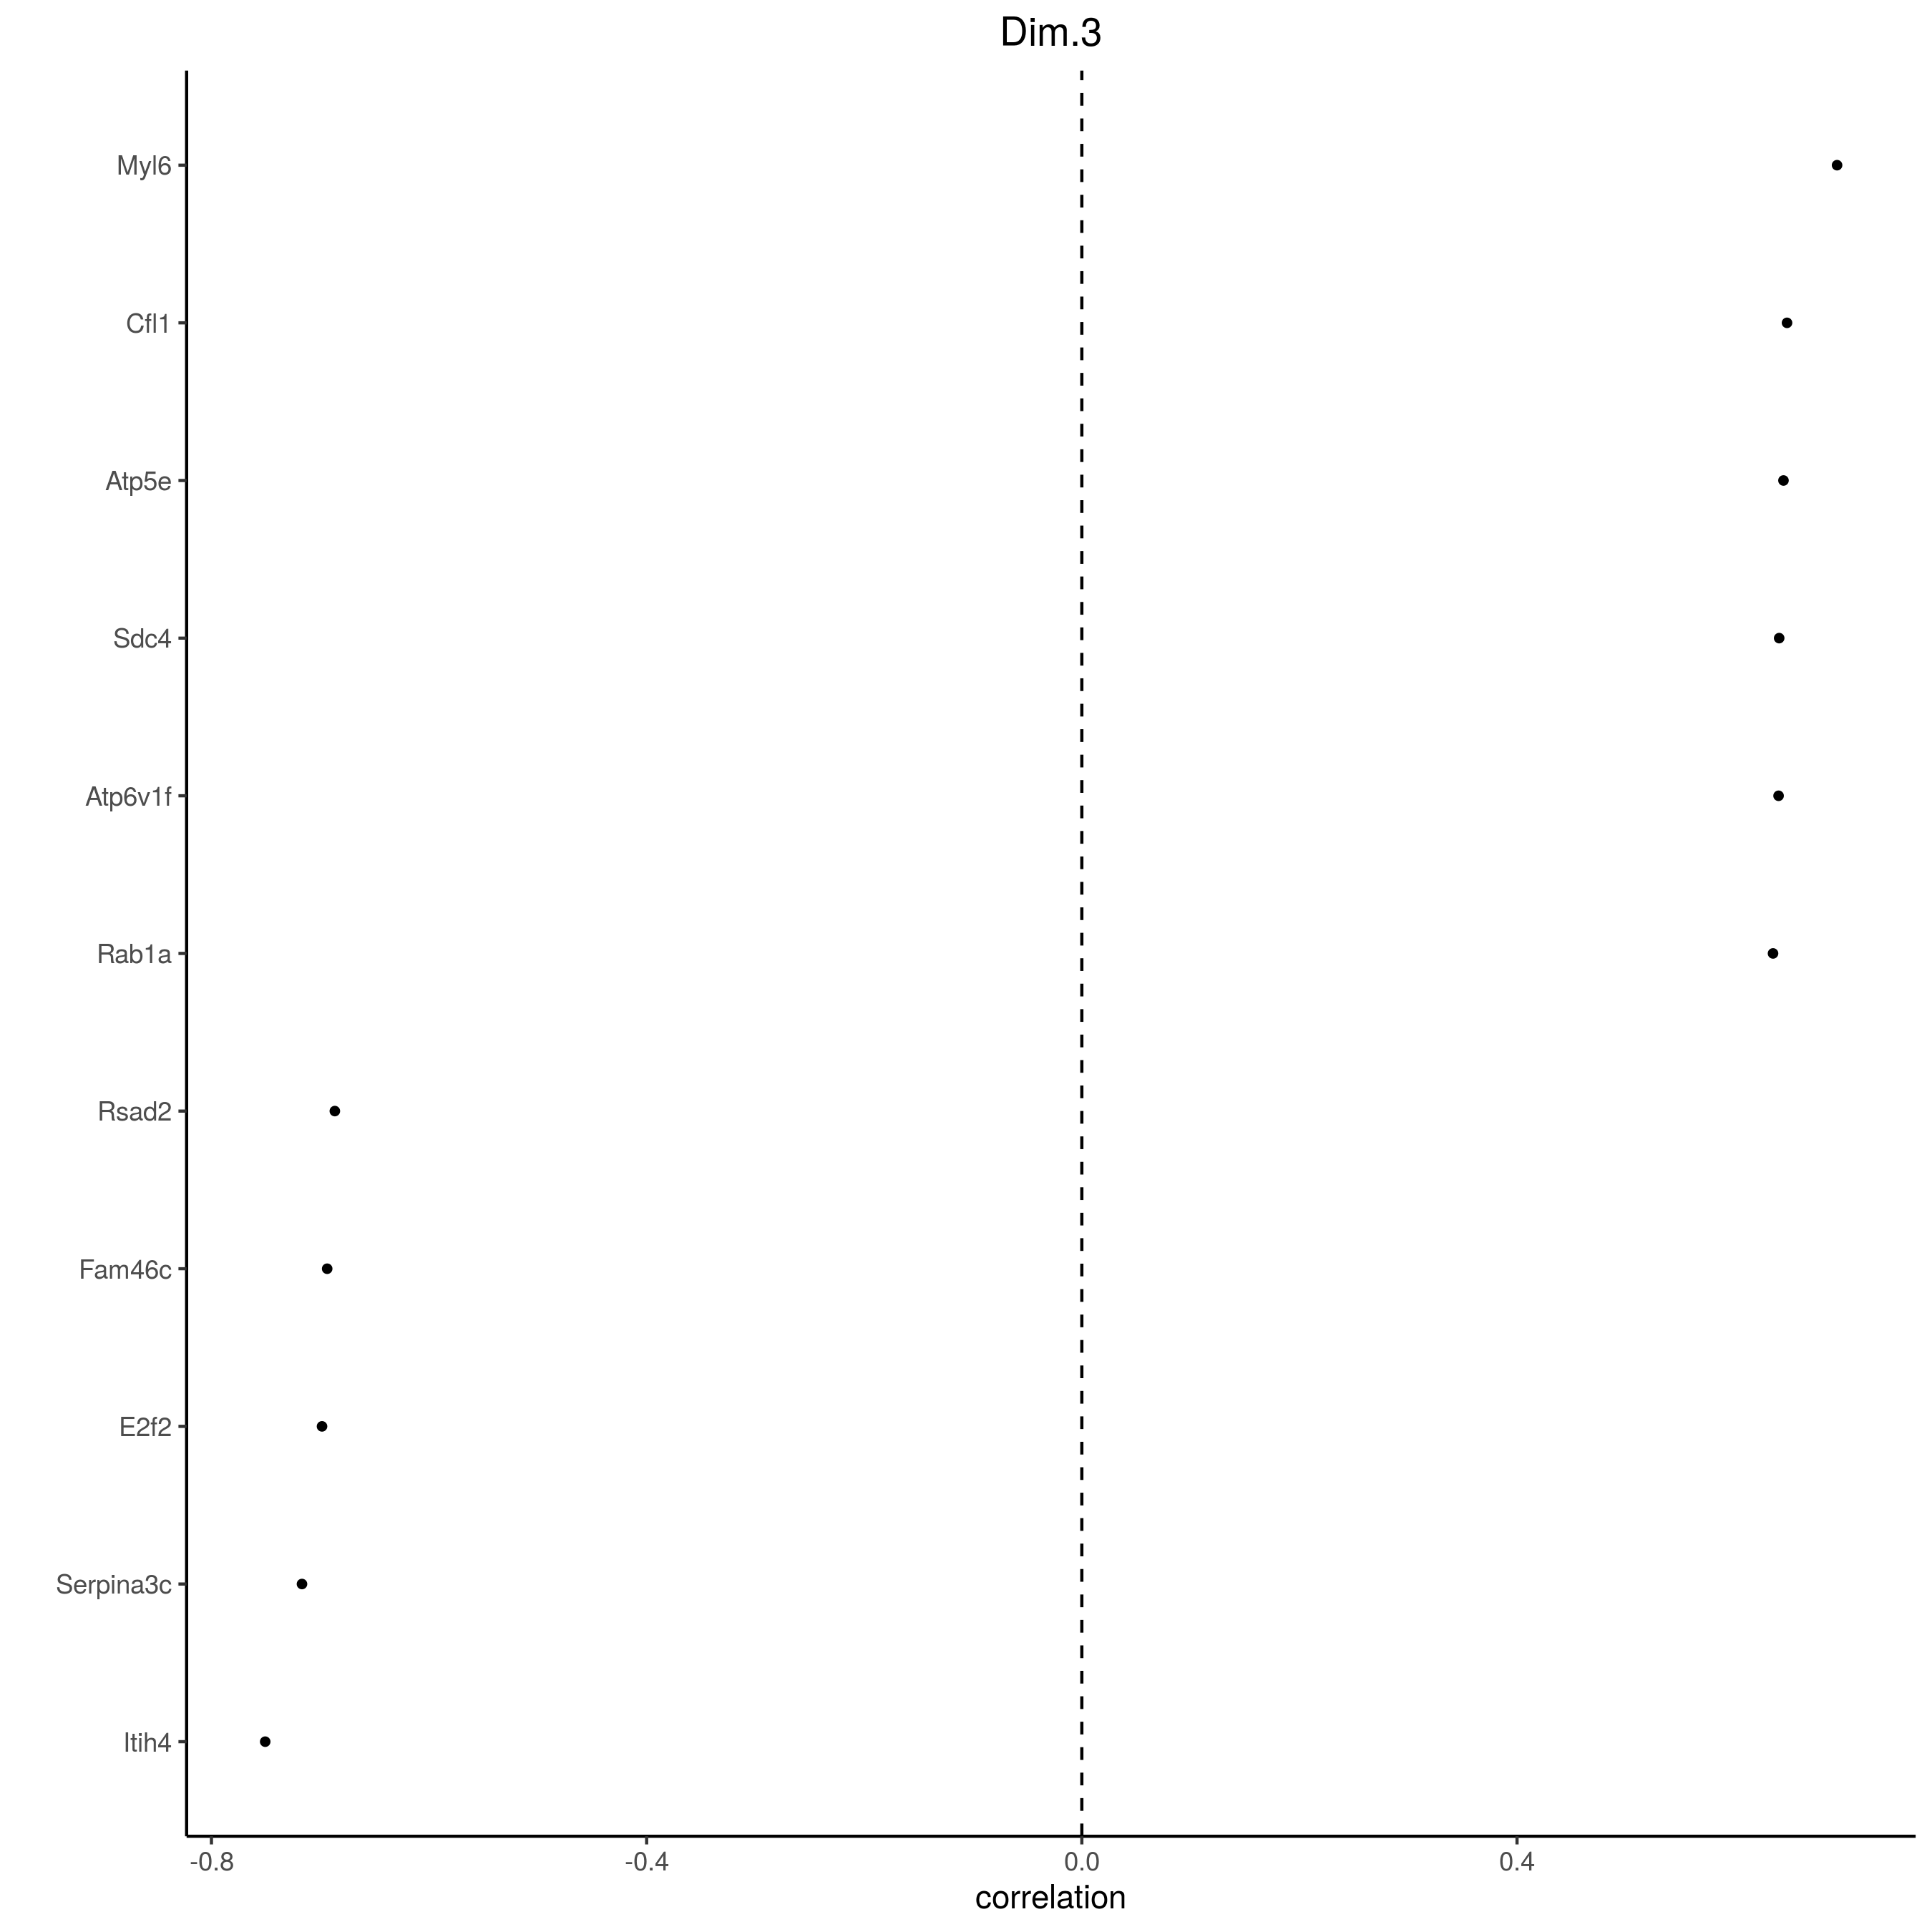 Dim.3
Myl6
Cfl1
Atp5e
Sdc4
Atp6v1f
Rab1a
Rsad2
Fam46c
E2f2
Serpina3c
Itih4
-0.8 -0.4 0.0 0.4
correlation